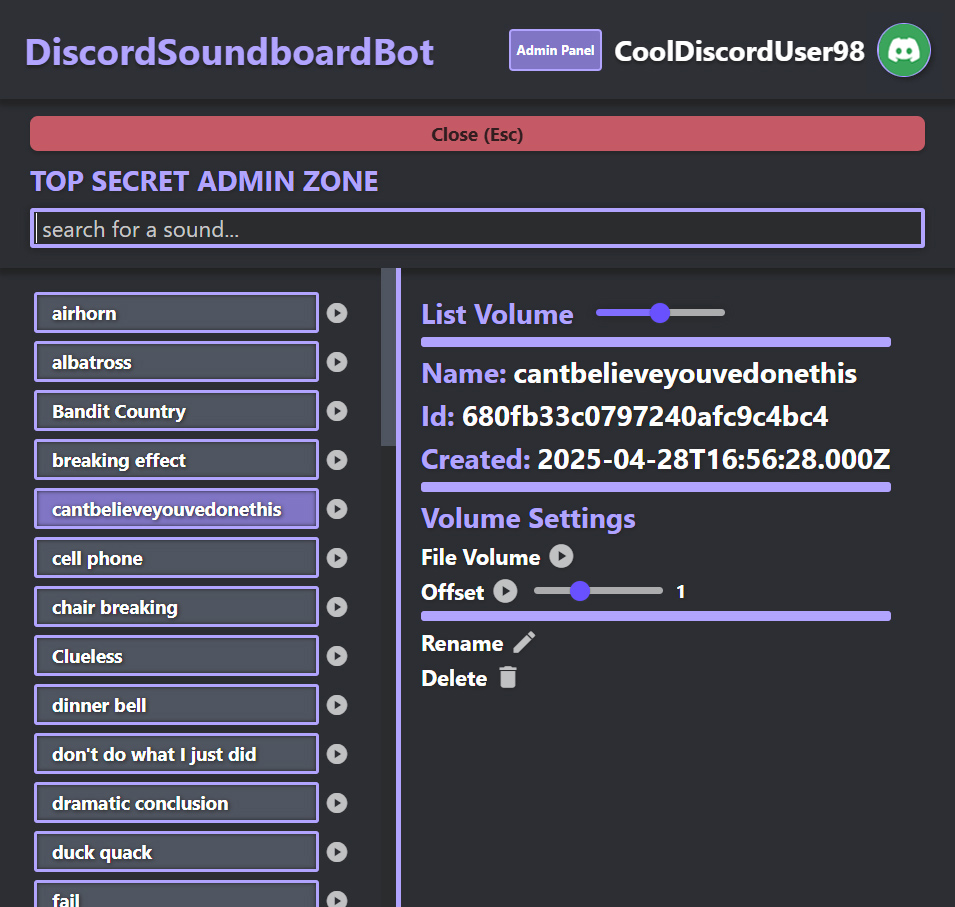 DiscordSoundboardBot
Admin Panel
CoolDiscordUser98
Close (Esc)
TOP SECRET ADMIN ZONE
search for a sound...
airhorn
albatross
Bandit Country
breaking effect
cantbelieveyouvedonethis
cell phone
chair breaking
Clueless
dinner bell
don't do what I just did
dramatic conclusion
duck quack
fail
List Volume
Name: cantbelieveyouvedonethis
Id: 680fb33c0797240afc9c4bc4
Created: 2025-04-28T16:56:28.000Z
Volume Settings
File Volume
Offset 1
Rename
Delete